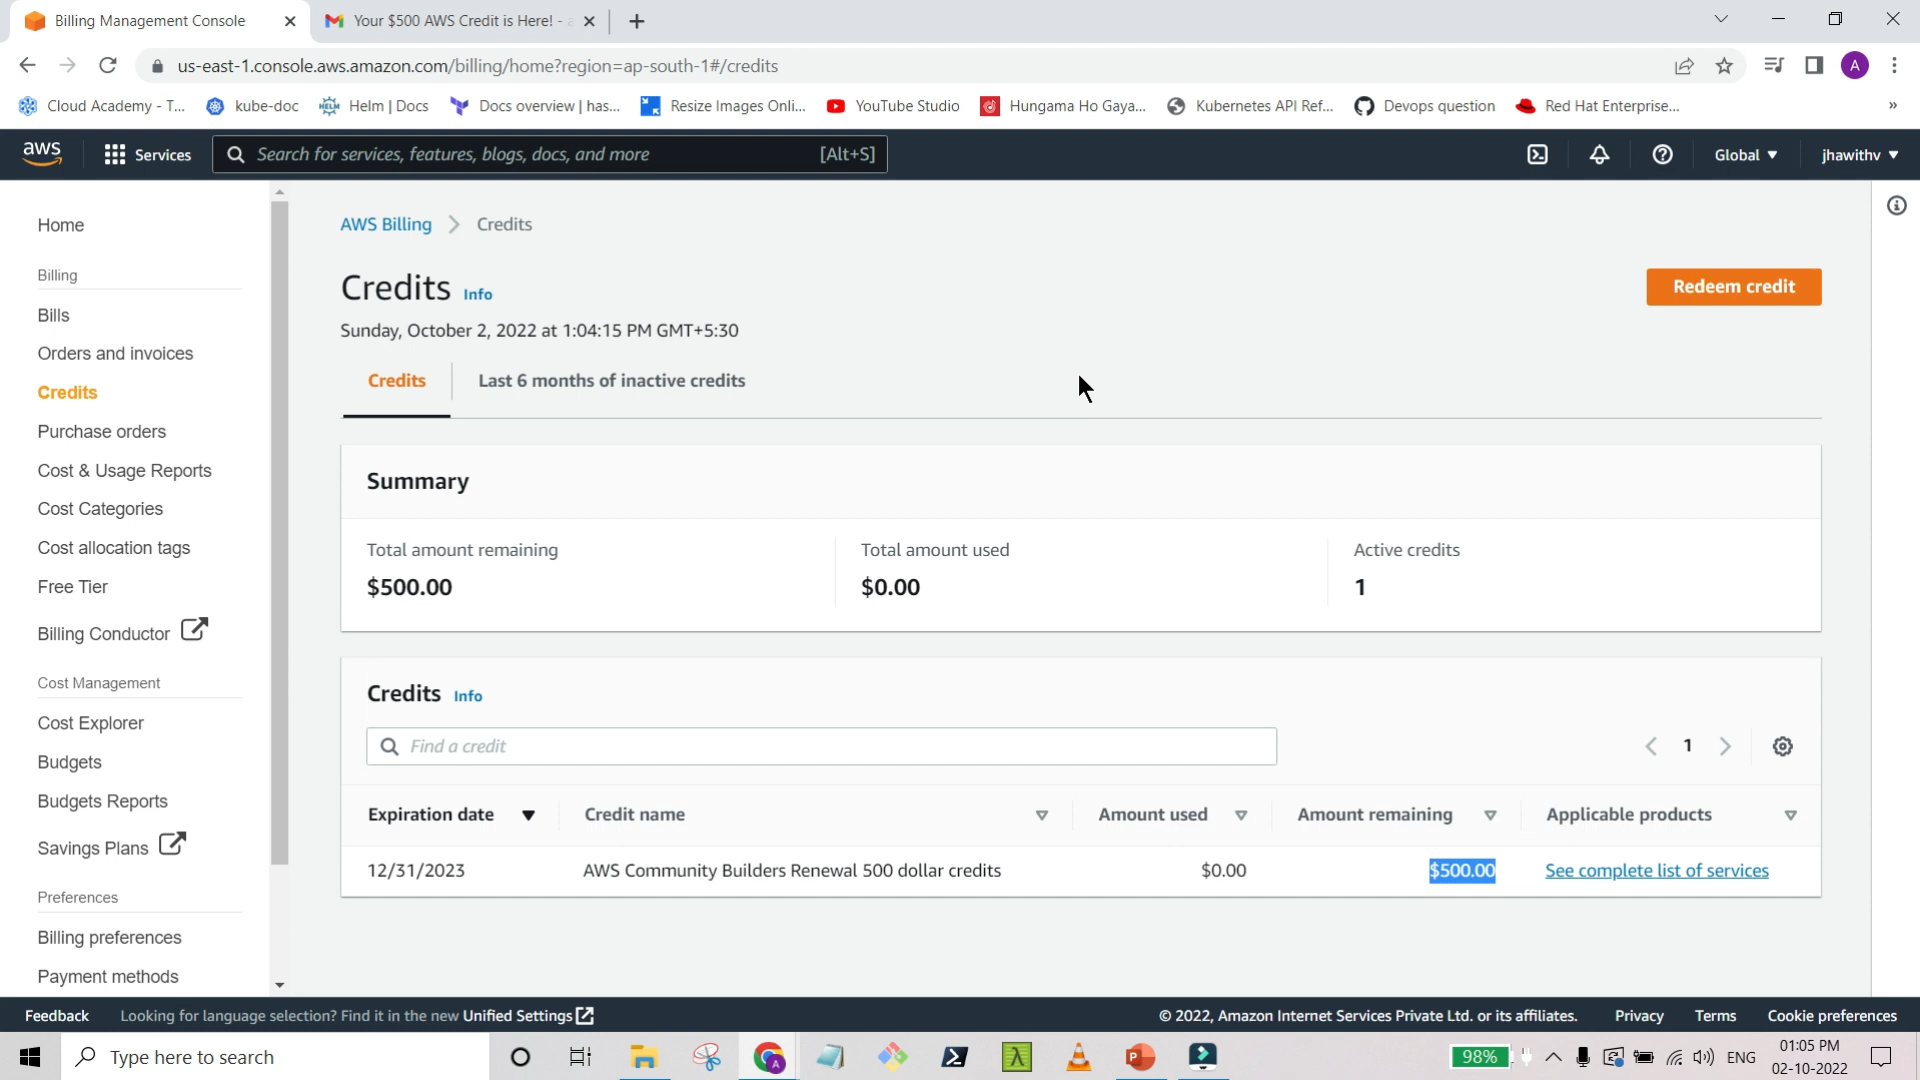 Billing Management Console
Your $500 AWS Credit is Here! -
us-east-1.console.aws.amazon.com/billing/home?region=ap-south-1#/credits
A
Cloud Academy - T... kube-doc Helm | Docs Docs overview | has... Resize Images Onli... YouTube Studio Hungama Ho Gaya... Kubernetes API Ref... Devops question Red Hat Enterprise... »
aws Services Search for services, features, blogs, docs, and more [Alt+S] Global jhawithv
Home
Billing
Bills
Orders and invoices
Credits
Purchase orders
Cost & Usage Reports
Cost Categories
Cost allocation tags
Free Tier
Billing Conductor
Cost Management
Cost Explorer
Budgets
Budgets Reports
Savings Plans
Preferences
Billing preferences
Payment methods
AWS Billing > Credits
Credits Info
Redeem credit
Sunday, October 2, 2022 at 1:04:15 PM GMT+5:30
Credits Last 6 months of inactive credits
Summary
Total amount remaining Total amount used Active credits
$500.00 $0.00 1
Credits Info
Find a credit
1
Expiration date Credit name Amount used Amount remaining Applicable products
12/31/2023 AWS Community Builders Renewal 500 dollar credits $0.00 $500.00 See complete list of services
Feedback Looking for language selection? Find it in the new Unified Settings © 2022, Amazon Internet Services Private Ltd. or its affiliates. Privacy Terms Cookie preferences
Type here to search
98%
ENG
01:05 PM
02-10-2022